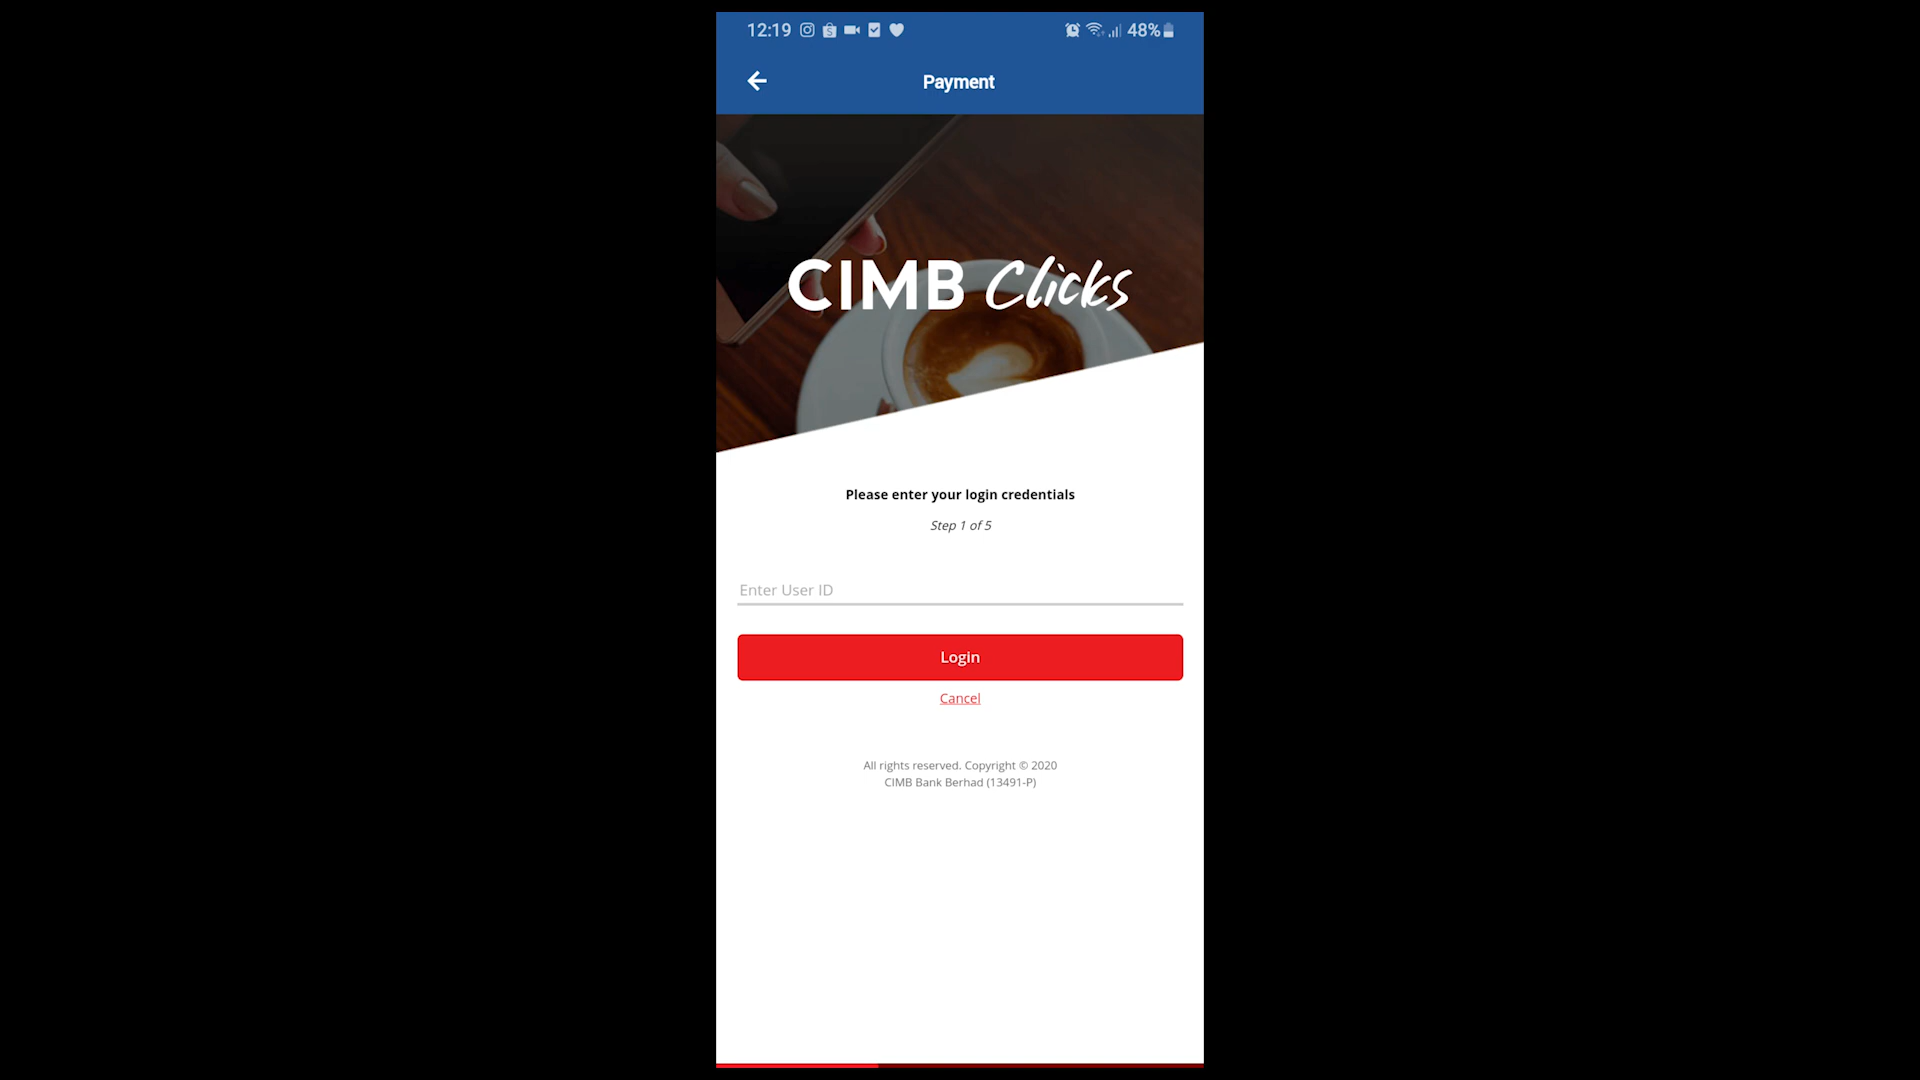 12:19 48%
Payment
CIMB Clicks
Please enter your login credentials
Step 1 of 5
Enter User ID
Login
Cancel
All rights reserved. Copyright © 2020
CIMB Bank Berhad (13491-P)